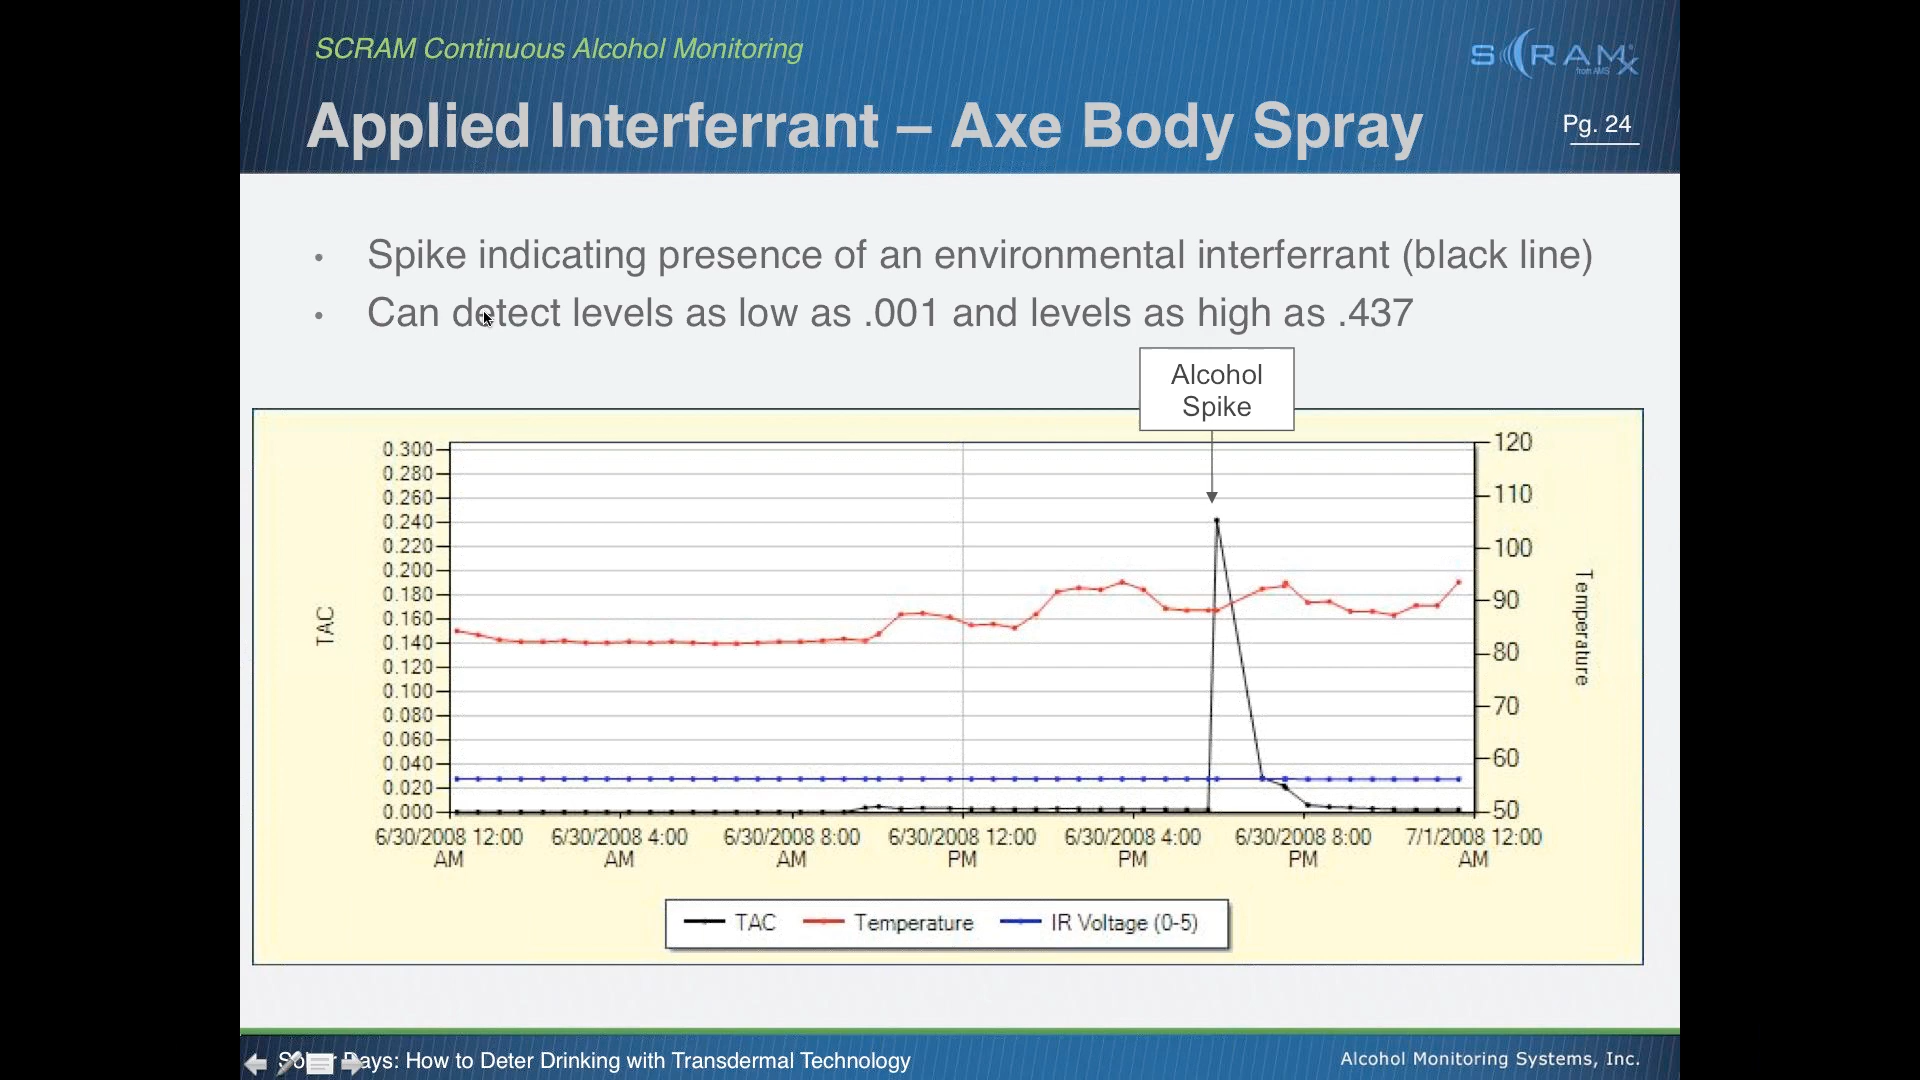 SCRAM Continuous Alcohol Monitoring
SCRAMx
from AMS
Applied Interferrant – Axe Body Spray
Pg. 24
• Spike indicating presence of an environmental interferrant (black line)
• Can detect levels as low as .001 and levels as high as .437
Alcohol
Spike
TAC
0.300
0.280
0.260
0.240
0.220
0.200
0.180
0.160
0.140
0.120
0.100
0.080
0.060
0.040
0.020
0.000
120
110
100
90
80
70
60
50
Temperature
6/30/2008 12:00 AM
6/30/2008 4:00 AM
6/30/2008 8:00 AM
6/30/2008 12:00 PM
6/30/2008 4:00 PM
6/30/2008 8:00 PM
7/1/2008 12:00 AM
TAC Temperature IR Voltage (0-5)
Days: How to Deter Drinking with Transdermal Technology
Alcohol Monitoring Systems, Inc.